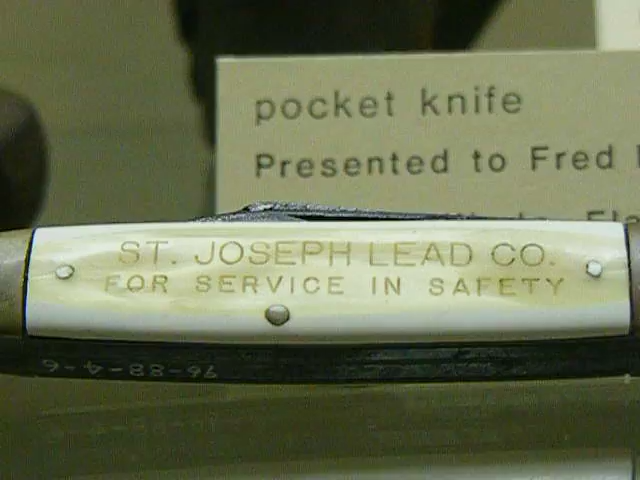 pocket knife
Presented to Fred
ST. JOSEPH LEAD CO.
FOR SERVICE IN SAFETY
76-88-4-6